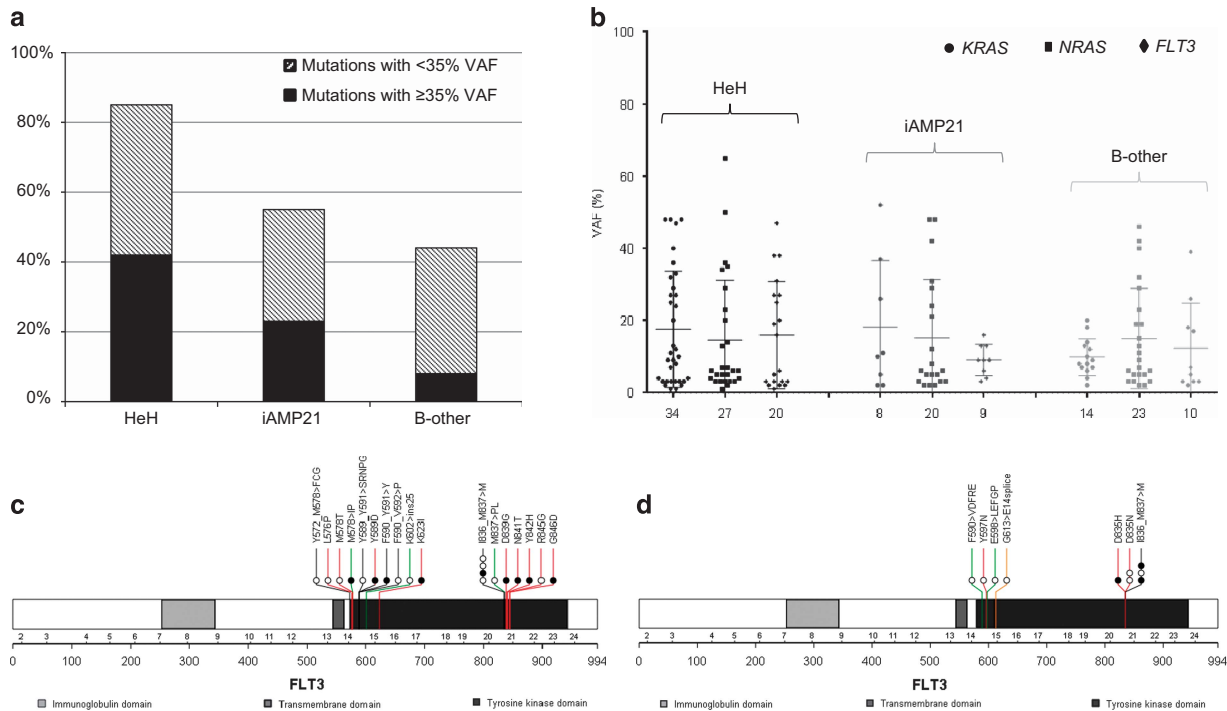 a
100%
80%
60%
40%
20%
0%
Mutations with <35% VAF
Mutations with ≥35% VAF
HeH iAMP21 B-other
b
KRAS NRAS FLT3
100
80
60
40
20
0
VAF (%)
HeH
iAMP21
B-other
34 27 20 8 20 9 14 23 10
c
Y572_M578>FCG
L576P
M578T
M578>IP
Y589_Y591>SRNPG
Y589D
F590_Y591>Y
F590_V592>P
K602>ins25
K623I
I836_M837>M
M837>PL
D839G
N841T
Y842H
R845G
G846D
2 3 4 5 6 7 8 9 10 11 12 13 14 15 16 17 18 19 20 21 22 23 24
0 100 200 300 400 500 600 700 800 900 994
FLT3
Immunoglobulin domain Transmembrane domain Tyrosine kinase domain
d
F590>VDFRE
Y597N
E598>LEFGP
G613>E14splice
D835H
D835N
I836_M837>M
2 3 4 5 6 7 8 9 10 11 12 13 14 15 16 17 18 19 20 21 22 23 24
0 100 200 300 400 500 600 700 800 900 994
FLT3
Immunoglobulin domain Transmembrane domain Tyrosine kinase domain